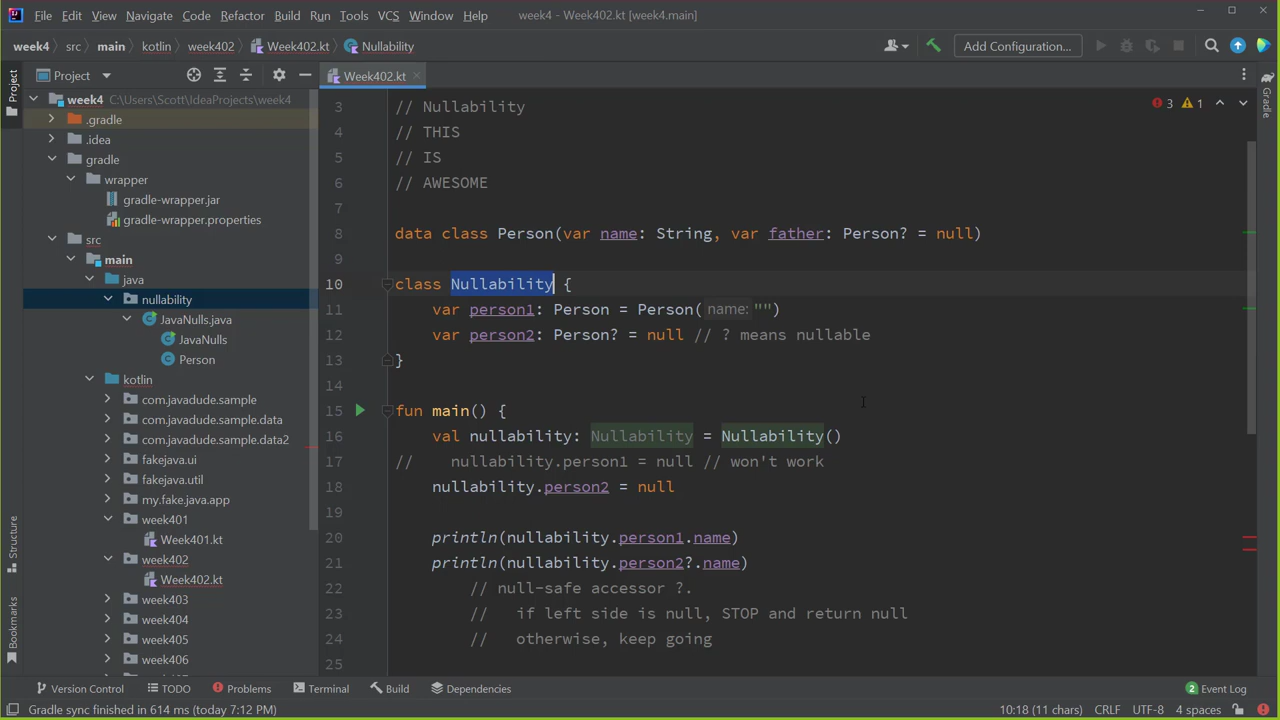 File Edit View Navigate Code Refactor Build Run Tools VCS Window Help week4 - Week402.kt [week4.main]
week4 src main kotlin week402 Week402.kt Nullability Add Configuration...
Project Week402.kt
Project
Gradle
week4 C:\Users\Scott\IdeaProjects\week4
.gradle
.idea
gradle
wrapper
gradle-wrapper.jar
gradle-wrapper.properties
src
main
java
nullability
JavaNulls.java
JavaNulls
Person
kotlin
com.javadude.sample
com.javadude.sample.data
com.javadude.sample.data2
fakejava.ui
fakejava.util
my.fake.java.app
week401
Week401.kt
week402
Week402.kt
week403
week404
week405
week406
Structure
Bookmarks
3 1
3 // Nullability
4 // THIS
5 // IS
6 // AWESOME
7
8 data class Person(var name: String, var father: Person? = null)
9
10 class Nullability {
11 var person1: Person = Person( name: "")
12 var person2: Person? = null // ? means nullable
13 }
14
15 fun main() {
16 val nullability: Nullability = Nullability()
17 // nullability.person1 = null // won't work
18 nullability.person2 = null
19
20 println(nullability.person1.name)
21 println(nullability.person2?.name)
22 // null-safe accessor ?.
23 // if left side is null, STOP and return null
24 // otherwise, keep going
25
Version Control TODO Problems Terminal Build Dependencies 2 Event Log
Gradle sync finished in 614 ms (today 7:12 PM) 10:18 (11 chars) CRLF UTF-8 4 spaces